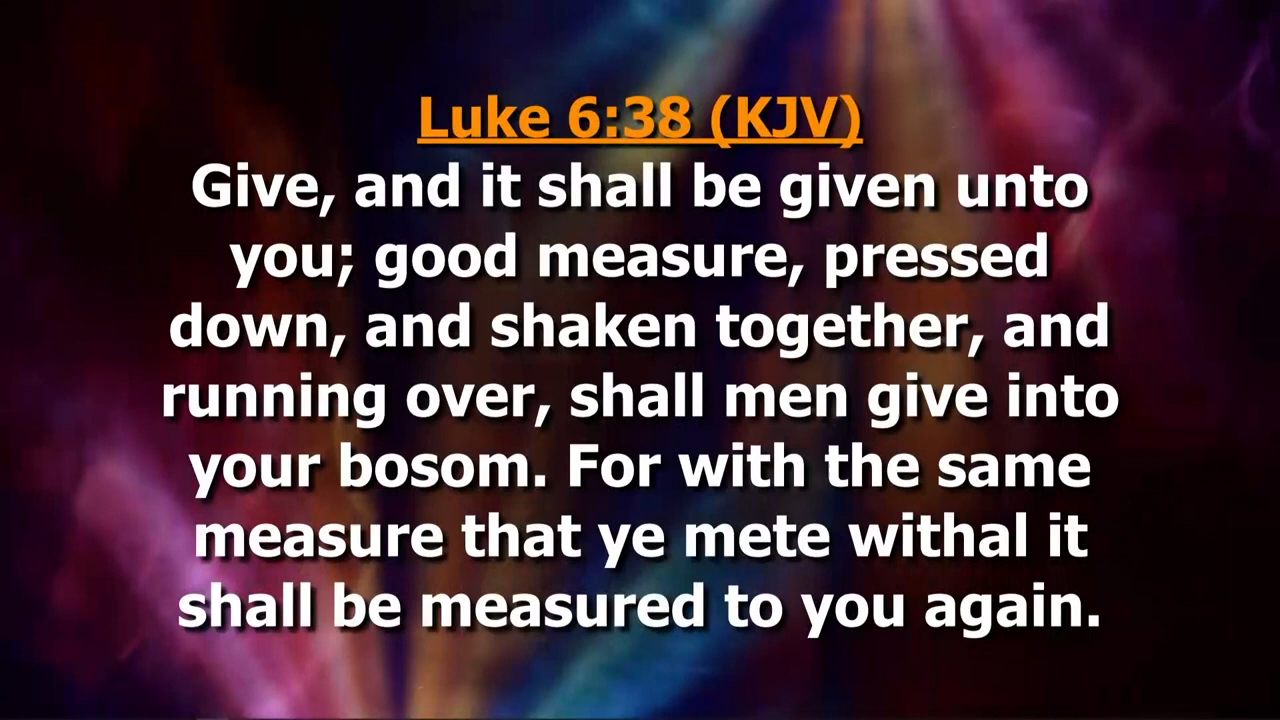 Luke 6:38 (KJV)
Give, and it shall be given unto
you; good measure, pressed
down, and shaken together, and
running over, shall men give into
your bosom. For with the same
measure that ye mete withal it
shall be measured to you again.